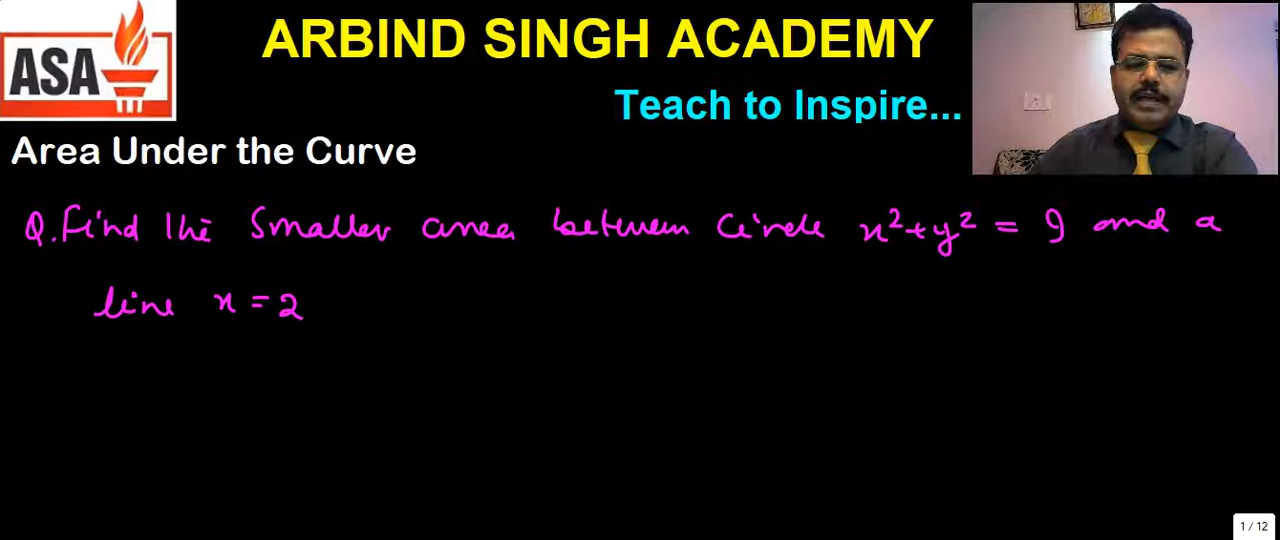 ASA
ARBIND SINGH ACADEMY
Teach to Inspire...
Area Under the Curve
Q. Find the Smaller area between Circle x²+y² = 9 and a
line x = 2
1 / 12